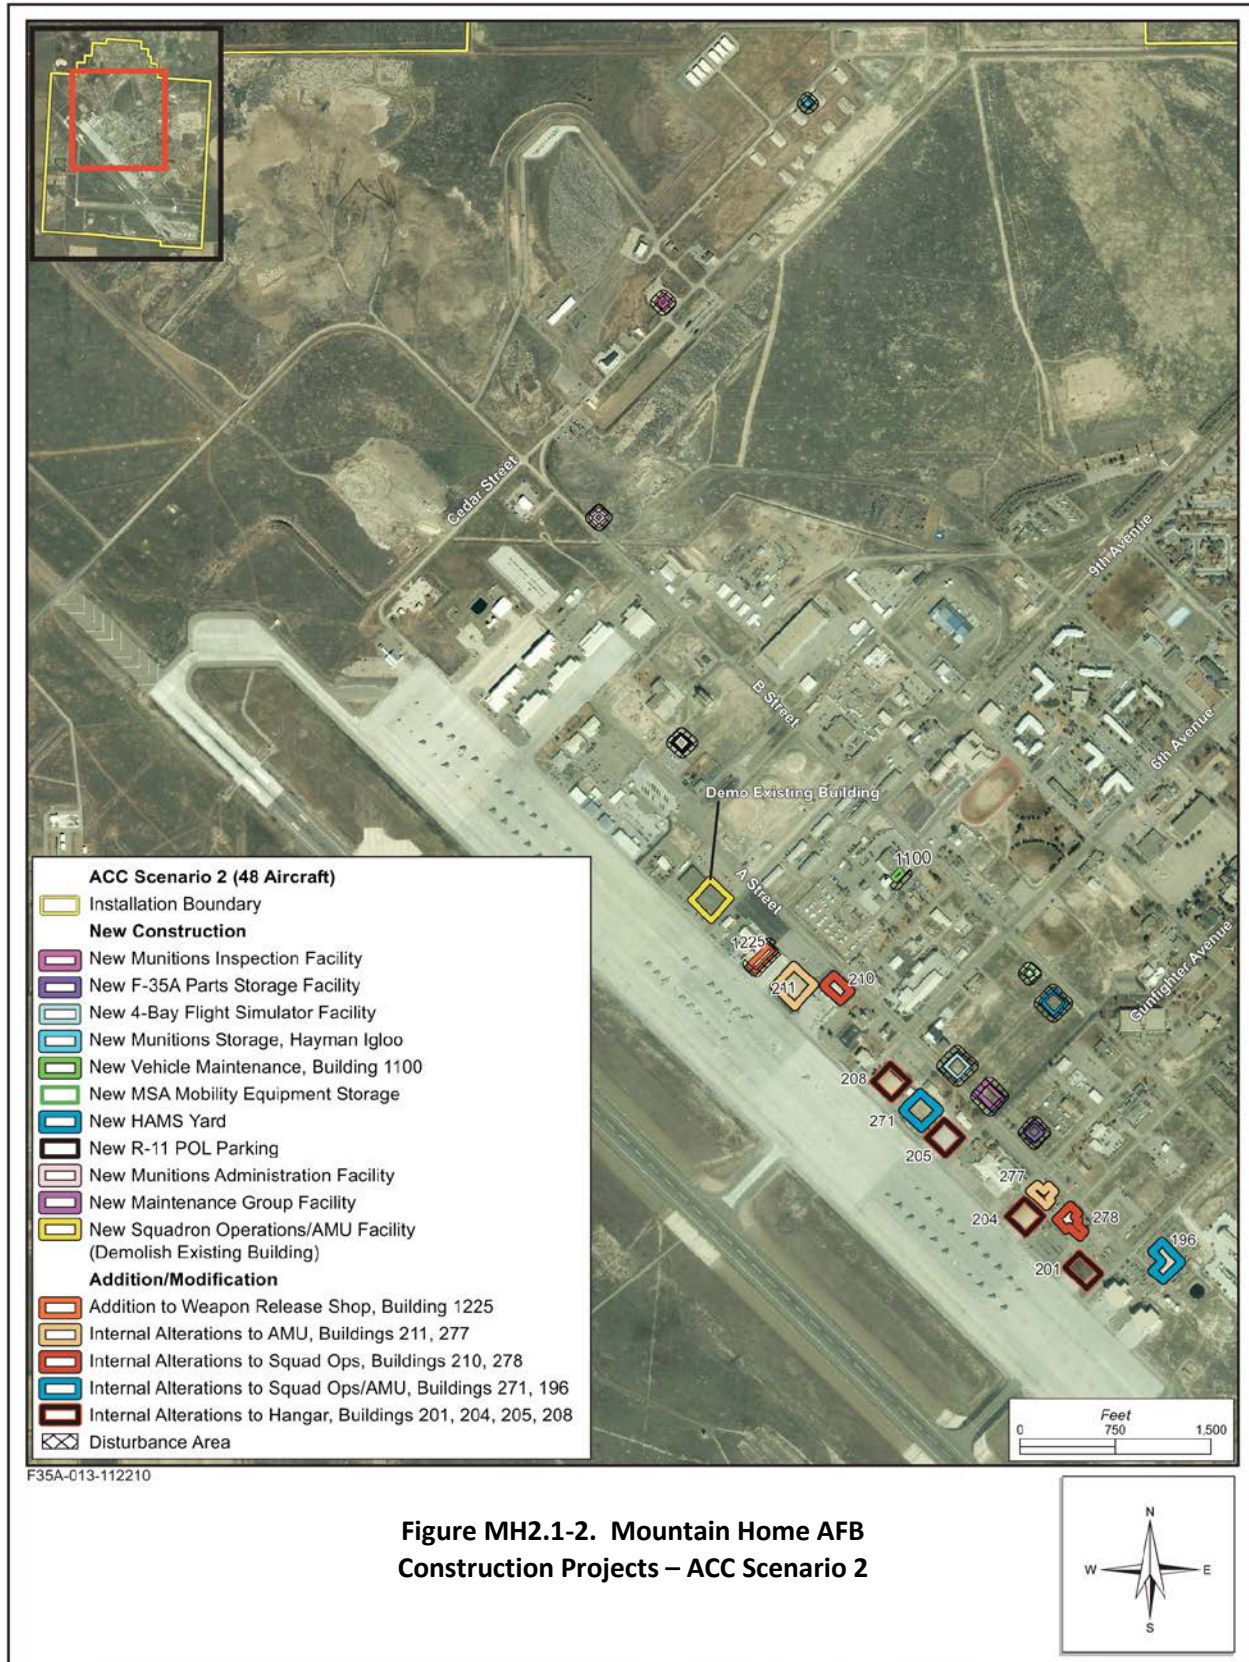 Cedar Street
9th Avenue
B Street
6th Avenue
Demo Existing Building
1100
A Street
1225
211
210
Gunfighter Avenue
208
271
205
277
204
278
196
201
ACC Scenario 2 (48 Aircraft)
Installation Boundary
New Construction
New Munitions Inspection Facility
New F-35A Parts Storage Facility
New 4-Bay Flight Simulator Facility
New Munitions Storage, Hayman Igloo
New Vehicle Maintenance, Building 1100
New MSA Mobility Equipment Storage
New HAMS Yard
New R-11 POL Parking
New Munitions Administration Facility
New Maintenance Group Facility
New Squadron Operations/AMU Facility
(Demolish Existing Building)
Addition/Modification
Addition to Weapon Release Shop, Building 1225
Internal Alterations to AMU, Buildings 211, 277
Internal Alterations to Squad Ops, Buildings 210, 278
Internal Alterations to Squad Ops/AMU, Buildings 271, 196
Internal Alterations to Hangar, Buildings 201, 204, 205, 208
Disturbance Area
Feet
0 750 1,500
F35A-013-112210
Figure MH2.1-2. Mountain Home AFB
Construction Projects – ACC Scenario 2
N
W E
S